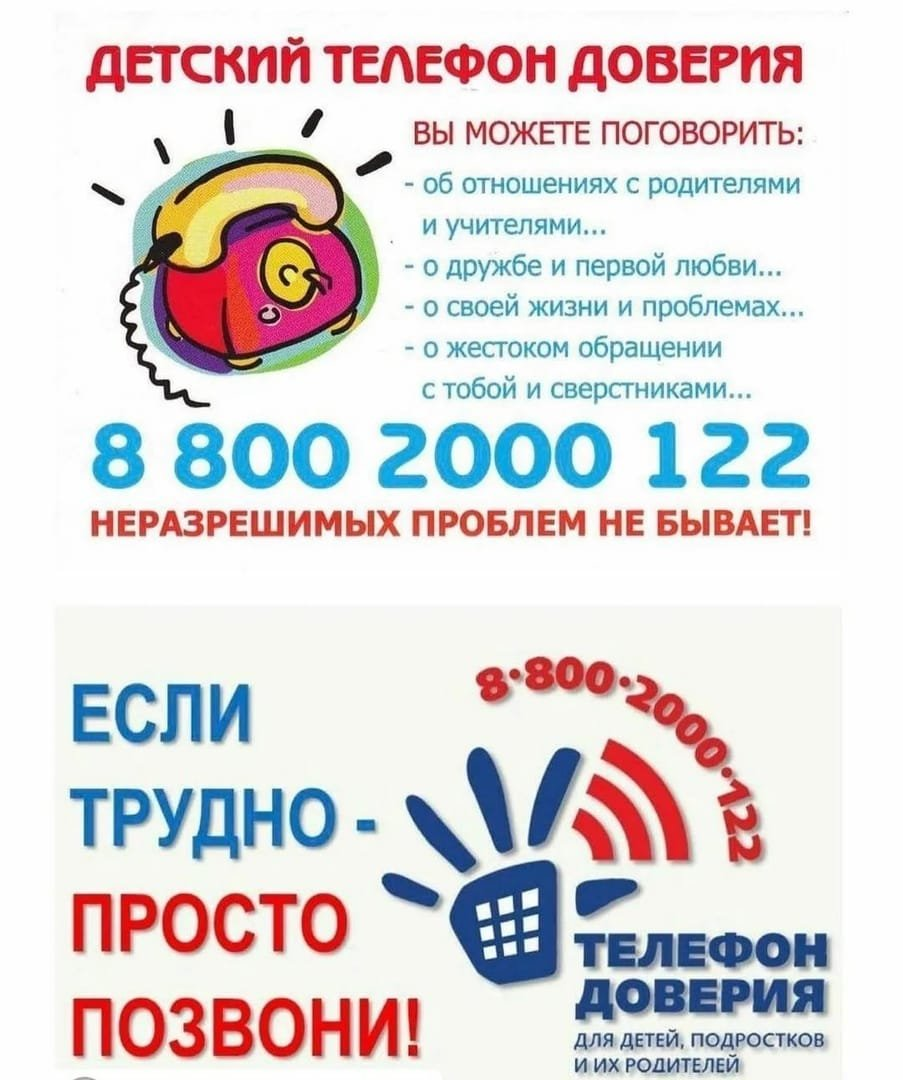 ДЕТСКИЙ ТЕЛЕФОН ДОВЕРИЯ
ВЫ МОЖЕТЕ ПОГОВОРИТЬ:
- об отношениях с родителями
и учителями...
- о дружбе и первой любви...
- о своей жизни и проблемах...
- о жестоком обращении
с тобой и сверстниками...
8 800 2000 122
НЕРАЗРЕШИМЫХ ПРОБЛЕМ НЕ БЫВАЕТ!
ЕСЛИ
ТРУДНО -
ПРОСТО
ПОЗВОНИ!
8·800·2000·122
ТЕЛЕФОН
ДОВЕРИЯ
ДЛЯ ДЕТЕЙ, ПОДРОСТКОВ
И ИХ РОДИТЕЛЕЙ